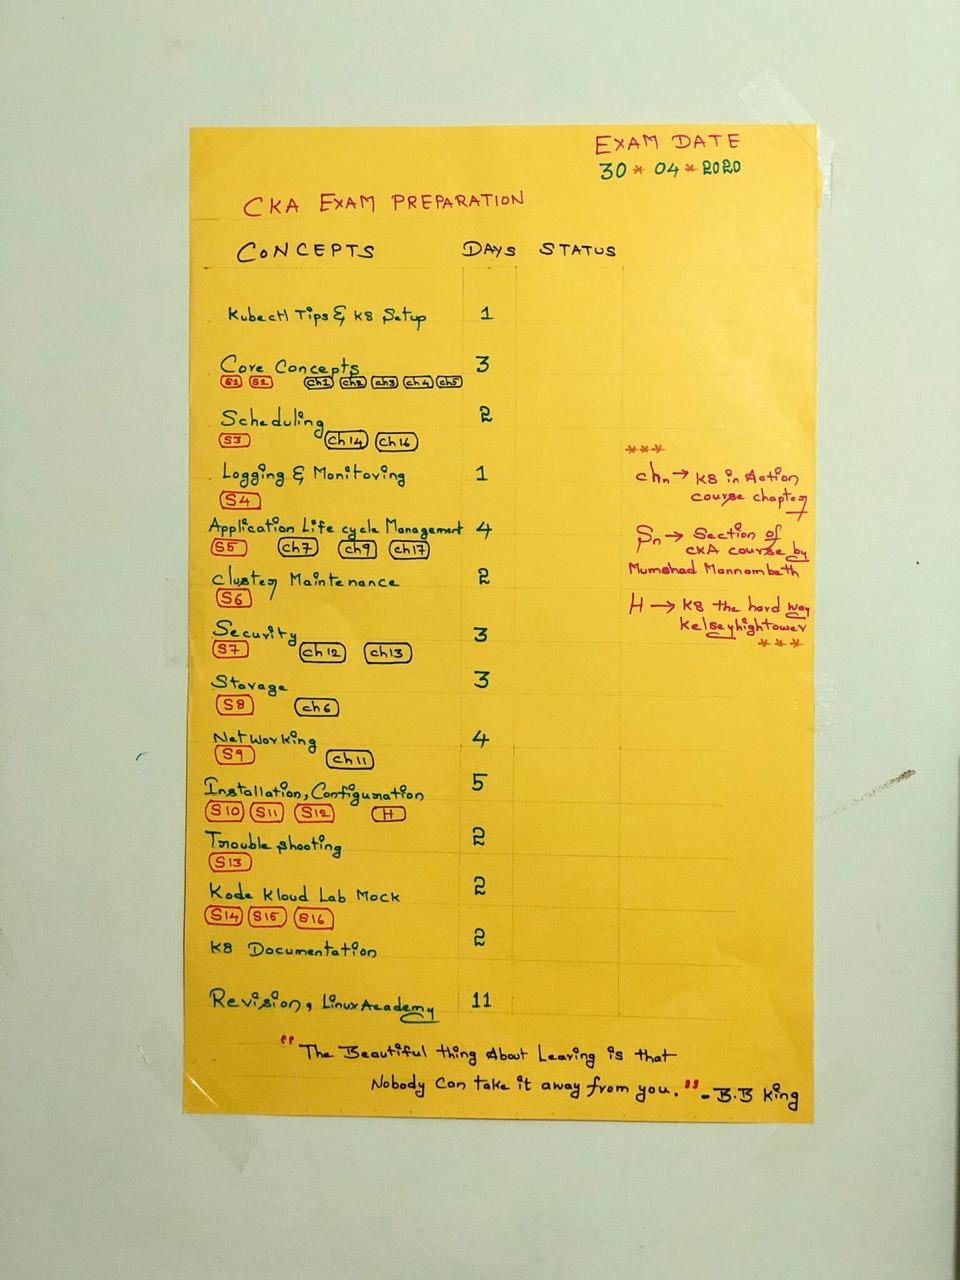 EXAM DATE
30 * 04 * 2020
CKA EXAM PREPARATION
CONCEPTS DAYS STATUS
Kubectl Tips & K8 Setup 1
Core Concepts 3
S1 S2 ch1 ch2 ch3 ch4 ch5
Scheduling 2
S3 ch14 ch16
Logging & Monitoring 1
S4
Application Life cycle Management 4
S5 ch7 ch9 ch17
Cluster Maintenance 2
S6
Security 3
S7 ch12 ch13
Storage 3
S8 ch6
Networking 4
S9 ch11
Installation, Configuration 5
S10 S11 S12 H
Trouble shooting 2
S13
Kode Kloud Lab Mock 2
S14 S15 S16
K8 Documentation 2
Revision, Linux Academy 11
***
chn → K8 in Action
course chapter
Sn → Section of
CKA course by
Mumshad Mannambeth
H → K8 the hard way
Kelseyhightower
***
"The Beautiful thing About Learing is that
Nobody Can take it away from you." - B.B King